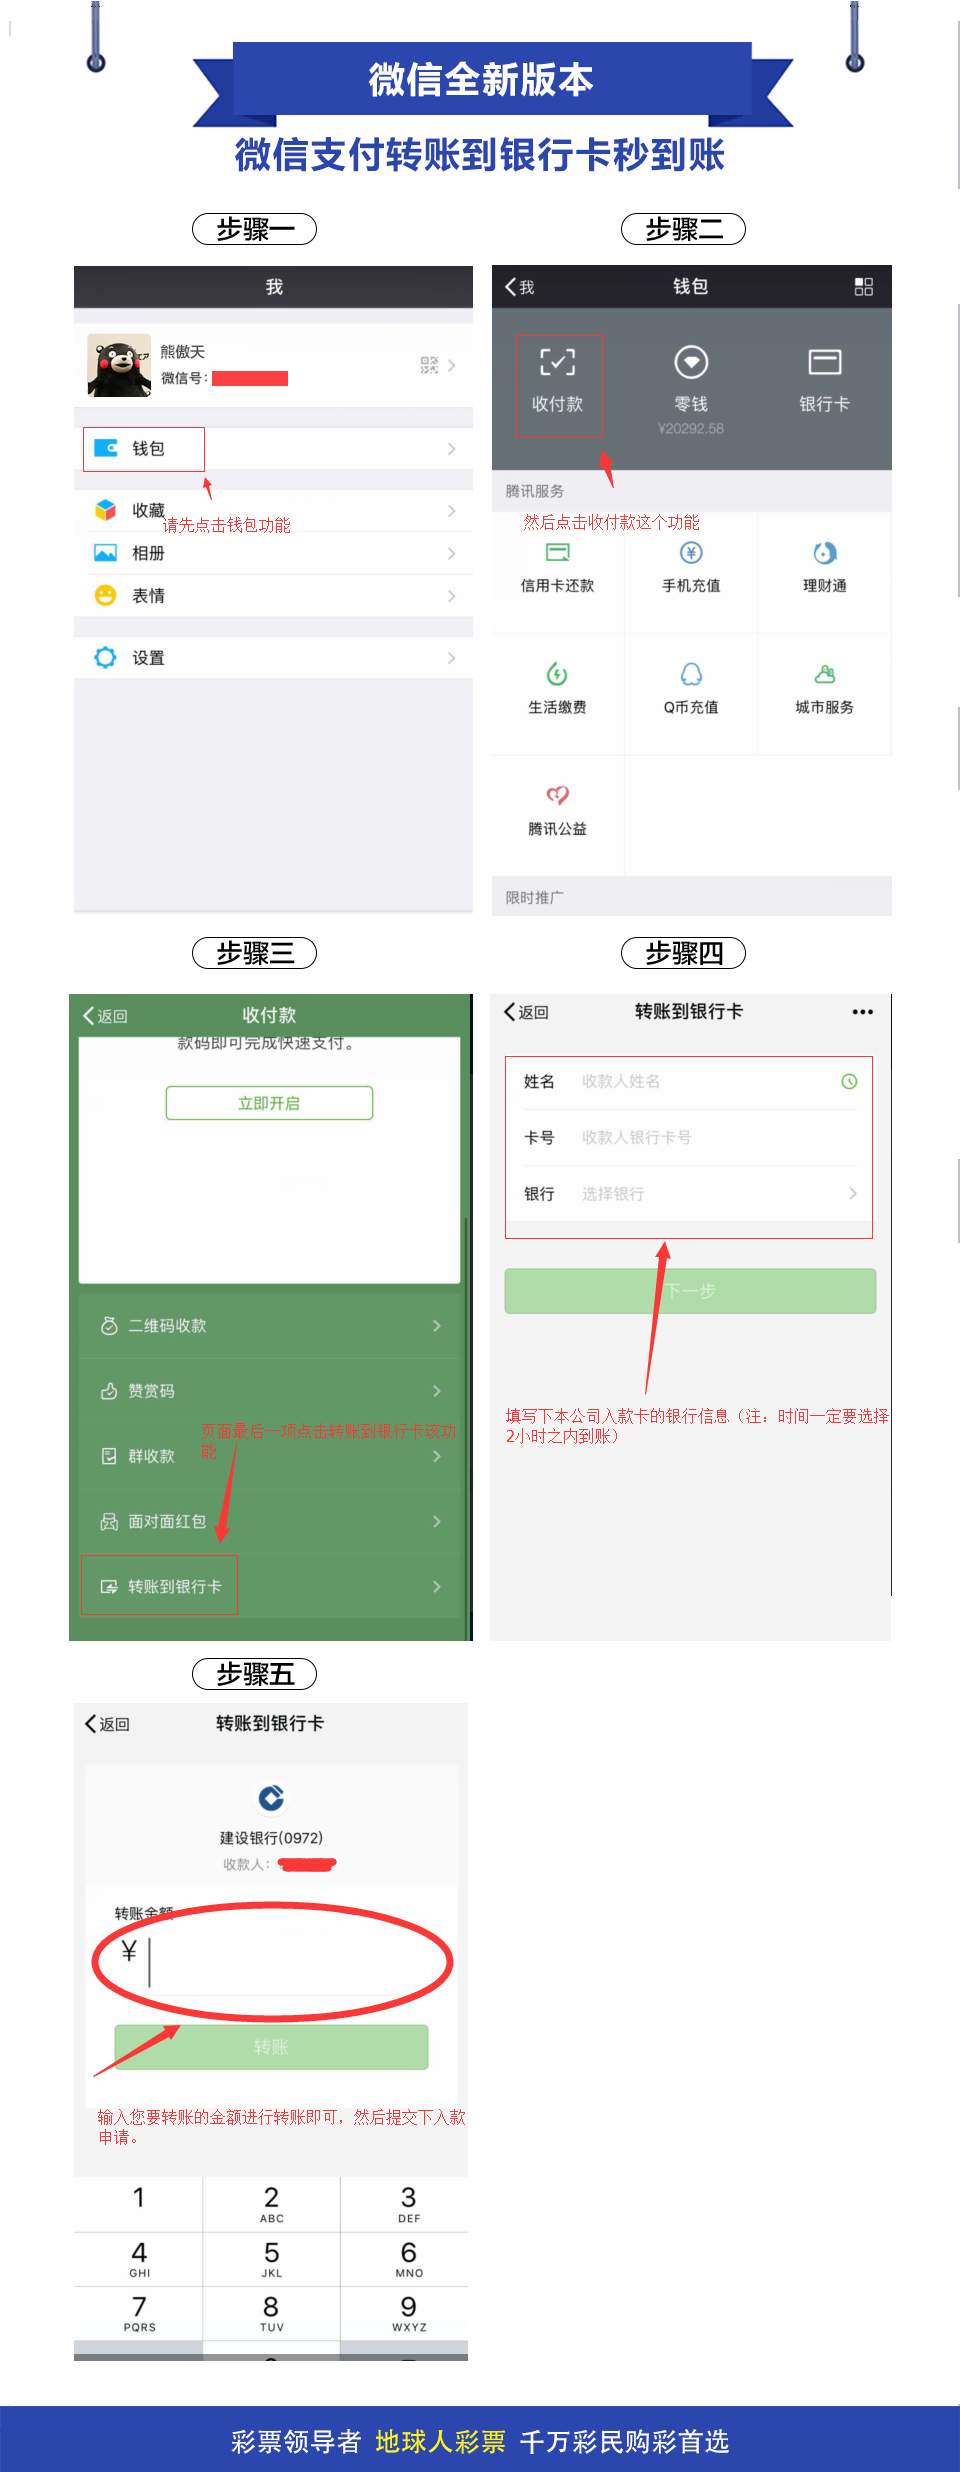 微信全新版本
微信支付转账到银行卡秒到账
步骤一
步骤二
我
熊傲天
微信号：
钱包
请先点击钱包功能
收藏
相册
表情
设置
我
钱包
收付款
零钱
银行卡
¥20292.58
腾讯服务
然后点击收付款这个功能
信用卡还款
手机充值
理财通
生活缴费
Q币充值
城市服务
腾讯公益
限时推广
步骤三
步骤四
返回
收付款
款码即可完成快速支付。
立即开启
二维码收款
赞赏码
页面最后一项点击转账到银行卡该功
能
群收款
面对面红包
转账到银行卡
返回
转账到银行卡
姓名 收款人姓名
卡号 收款人银行卡号
银行 选择银行
下一步
填写下本公司入款卡的银行信息（注：时间一定要选择
2小时之内到账）
步骤五
返回
转账到银行卡
建设银行(0972)
收款人：
转账金额
¥
转账
输入您要转账的金额进行转账即可，然后提交下入款
申请。
1
2
ABC
3
DEF
4
GHI
5
JKL
6
MNO
7
PQRS
8
TUV
9
WXYZ
彩票领导者 地球人彩票 千万彩民购彩首选